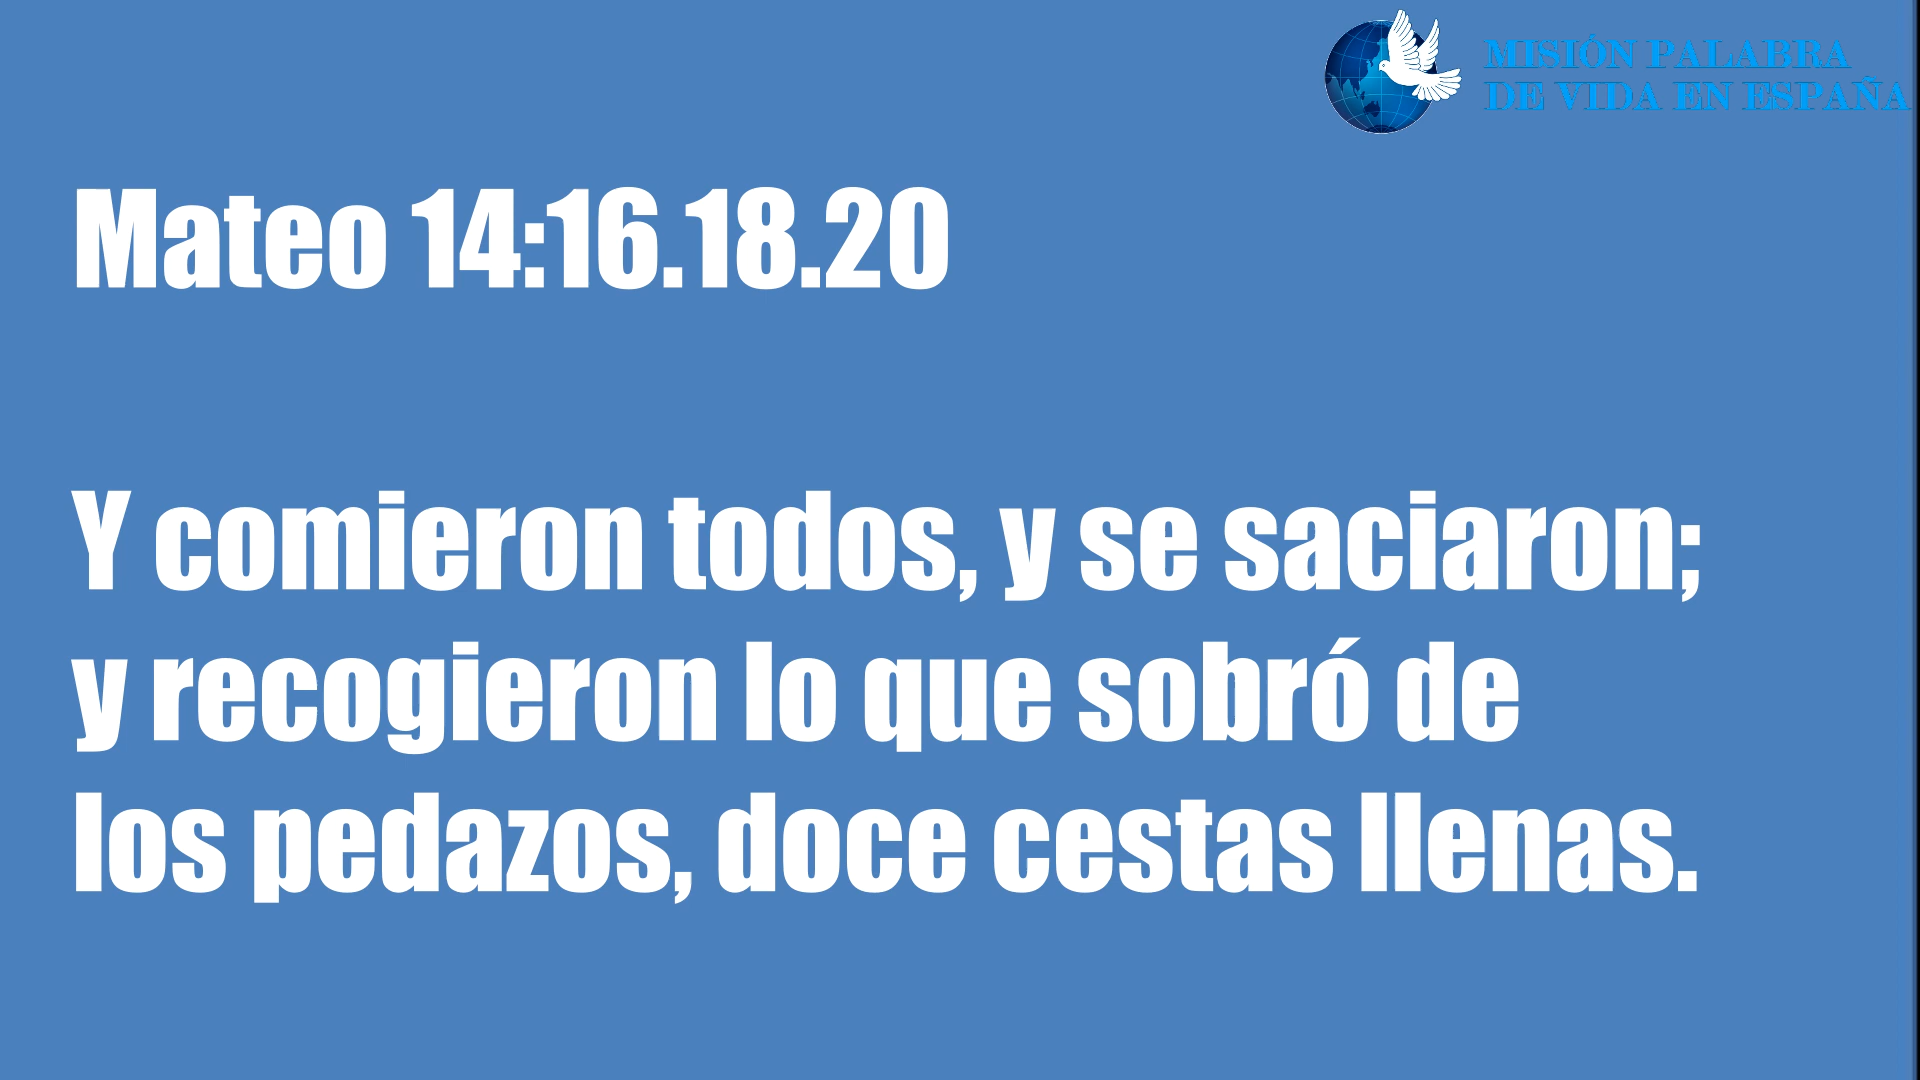 MISIÓN PALABRA
DE VIDA EN ESPAÑA
Mateo 14:16.18.20
Y comieron todos, y se saciaron;
y recogieron lo que sobró de
los pedazos, doce cestas llenas.